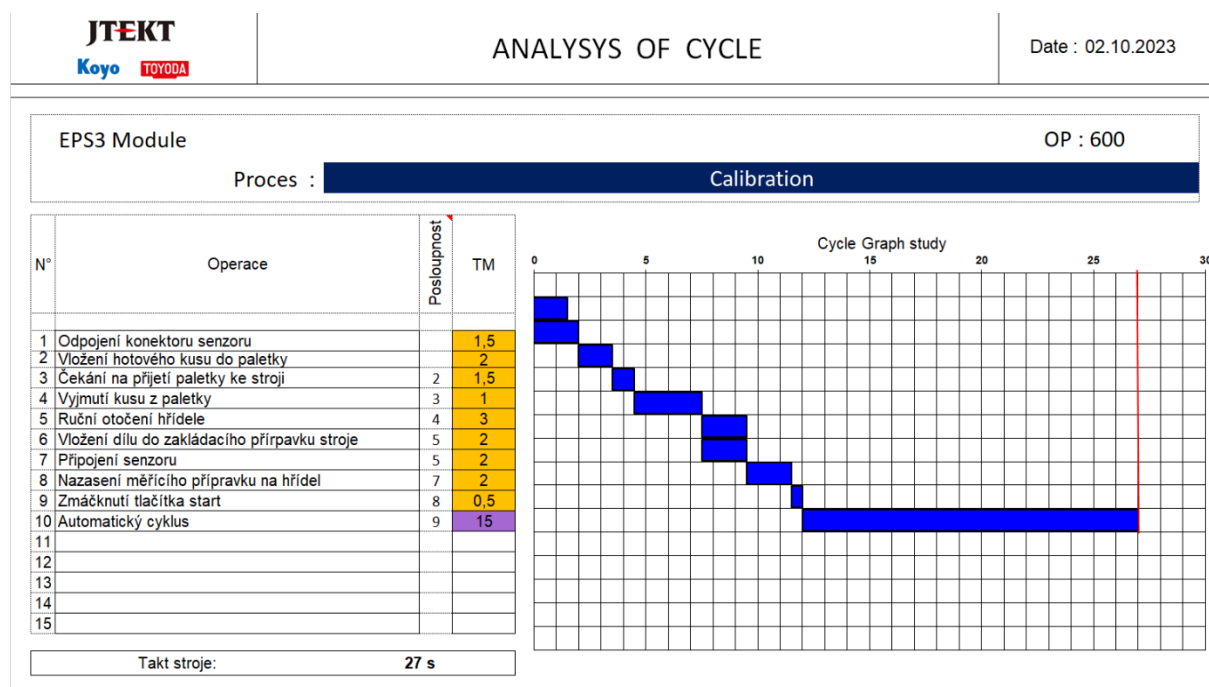 JTEKT
Koyo TOYODA
ANALYSYS OF CYCLE
Date : 02.10.2023
EPS3 Module
OP : 600
Proces :
Calibration
N°
Operace
Posloupnost
TM
Cycle Graph study
0 5 10 15 20 25 30
1 Odpojení konektoru senzoru 1,5
2 Vložení hotového kusu do paletky 2
3 Čekání na přijetí paletky ke stroji 2 1,5
4 Vyjmutí kusu z paletky 3 1
5 Ruční otočení hřídele 4 3
6 Vložení dílu do zakládacího přírpavku stroje 5 2
7 Připojení senzoru 5 2
8 Nazasení měřícího přípravku na hřídel 7 2
9 Zmáčknutí tlačítka start 8 0,5
10 Automatický cyklus 9 15
11
12
13
14
15
Takt stroje: 27 s